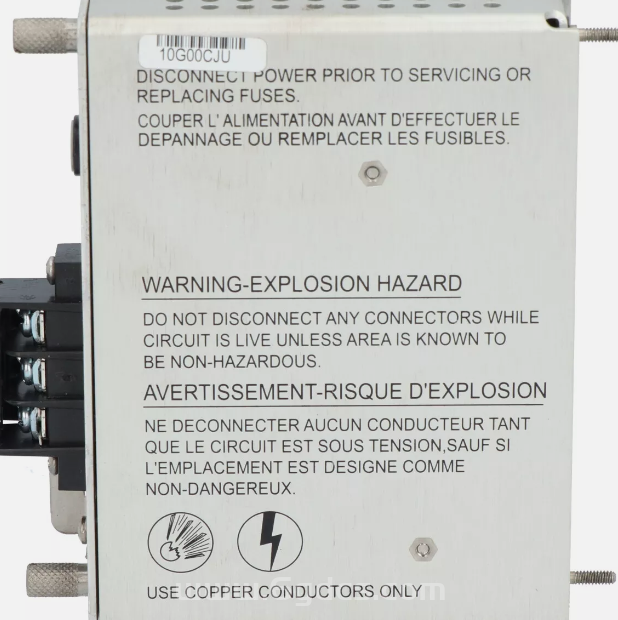 10G00CJU
DISCONNECT POWER PRIOR TO SERVICING OR
REPLACING FUSES.
COUPER L' ALIMENTATION AVANT D'EFFECTUER LE
DEPANNAGE OU REMPLACER LES FUSIBLES.
WARNING-EXPLOSION HAZARD
DO NOT DISCONNECT ANY CONNECTORS WHILE
CIRCUIT IS LIVE UNLESS AREA IS KNOWN TO
BE NON-HAZARDOUS.
AVERTISSEMENT-RISQUE D'EXPLOSION
NE DECONNECTER AUCUN CONDUCTEUR TANT
QUE LE CIRCUIT EST SOUS TENSION,SAUF SI
L'EMPLACEMENT EST DESIGNE COMME
NON-DANGEREUX.
USE COPPER CONDUCTORS ONLY